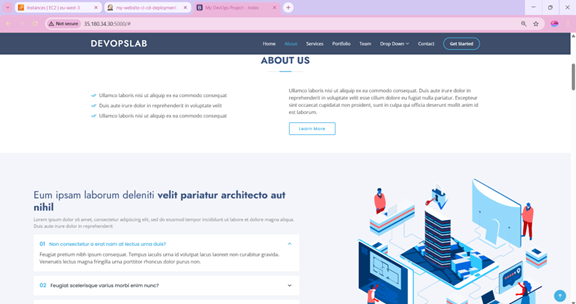 Instances | EC2 | eu-west-3
my-website-ci-cd-deployment
My DevOps Project - Index
Not secure
35.180.34.30:5000/#
DEVOPSLAB
Home
About
Services
Portfolio
Team
Drop Down
Contact
Get Started
ABOUT US
Ullamco laboris nisi ut aliquip ex ea commodo consequat
Duis aute irure dolor in reprehenderit in voluptate velit
Ullamco laboris nisi ut aliquip ex ea commodo consequat
Ullamco laboris nisi ut aliquip ex ea commodo consequat. Duis aute irure dolor in
reprehenderit in voluptate velit esse cillum dolore eu fugiat nulla pariatur. Excepteur
sint occaecat cupidatat non proident, sunt in culpa qui officia deserunt mollit anim id
est laborum.
Learn More
Eum ipsam laborum deleniti velit pariatur architecto aut
nihil
Lorem ipsum dolor sit amet, consectetur adipiscing elit, sed do eiusmod tempor incididunt ut labore et dolore magna aliqua.
Duis aute irure dolor in reprehenderit
01 Non consectetur a erat nam at lectus urna duis?
Feugiat pretium nibh ipsum consequat. Tempus iaculis urna id volutpat lacus laoreet non curabitur gravida.
Venenatis lectus magna fringilla urna porttitor rhoncus dolor purus non.
02 Feugiat scelerisque varius morbi enim nunc?